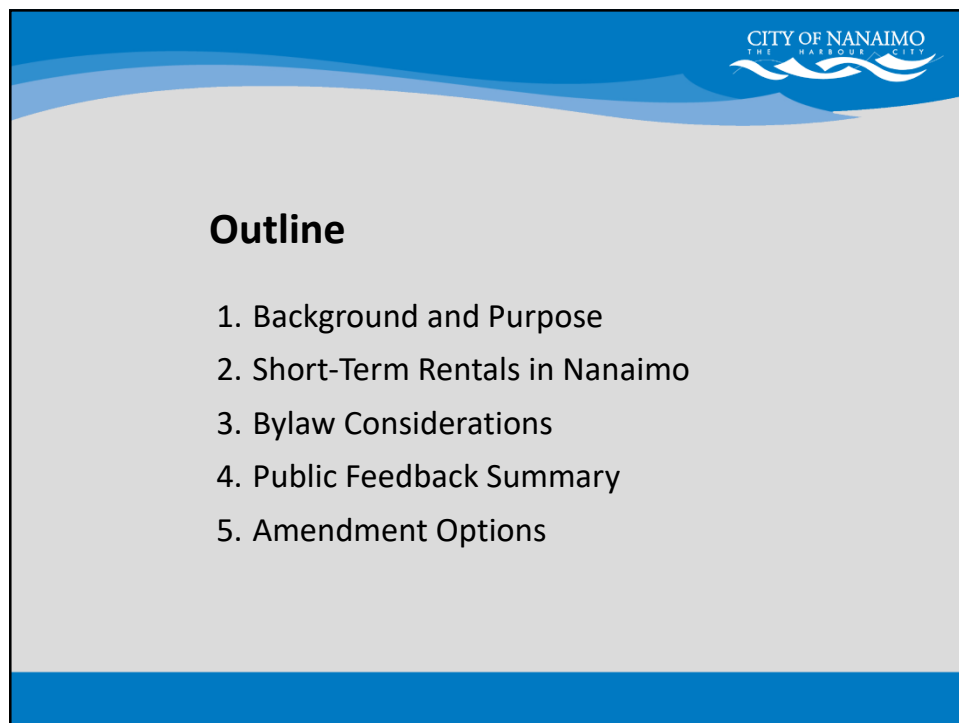 CITY OF NANAIMO
THE HARBOUR CITY
Outline
1. Background and Purpose
2. Short-Term Rentals in Nanaimo
3. Bylaw Considerations
4. Public Feedback Summary
5. Amendment Options